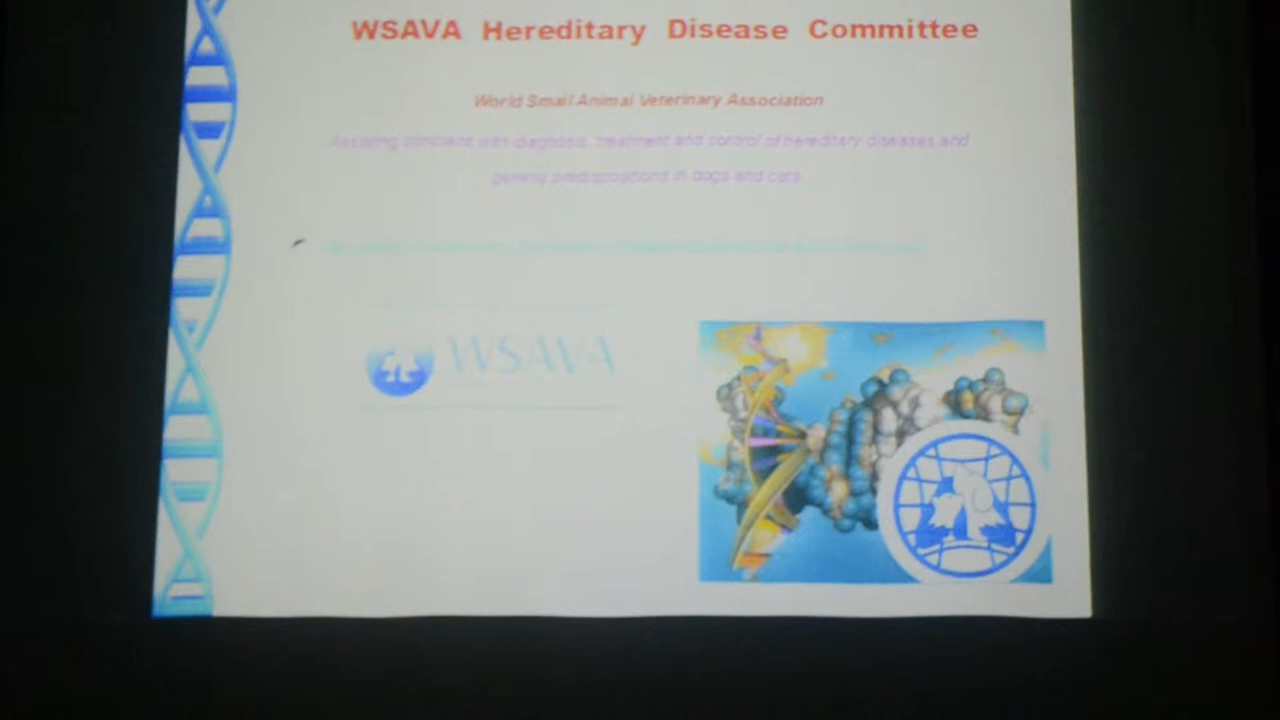 WSAVA Hereditary Disease Committee
World Small Animal Veterinary Association
Assisting clinicians with diagnosis, treatment and control of hereditary diseases and
genetic predispositions in dogs and cats
WSAVA